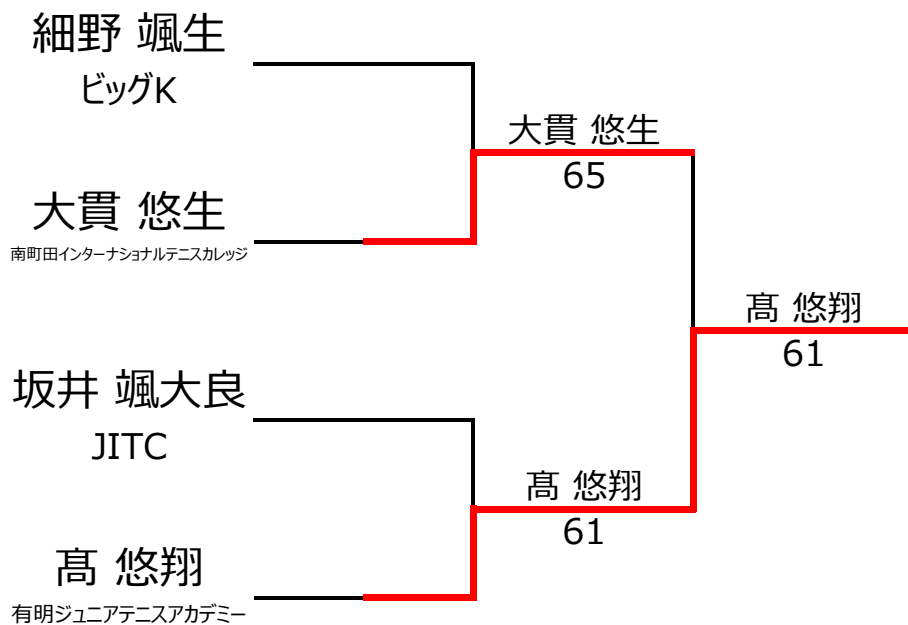 細野 颯生
ビッグK
大貫 悠生
65
大貫 悠生
南町田インターナショナルテニスカレッジ
髙 悠翔
61
坂井 颯大良
JITC
髙 悠翔
61
髙 悠翔
有明ジュニアテニスアカデミー